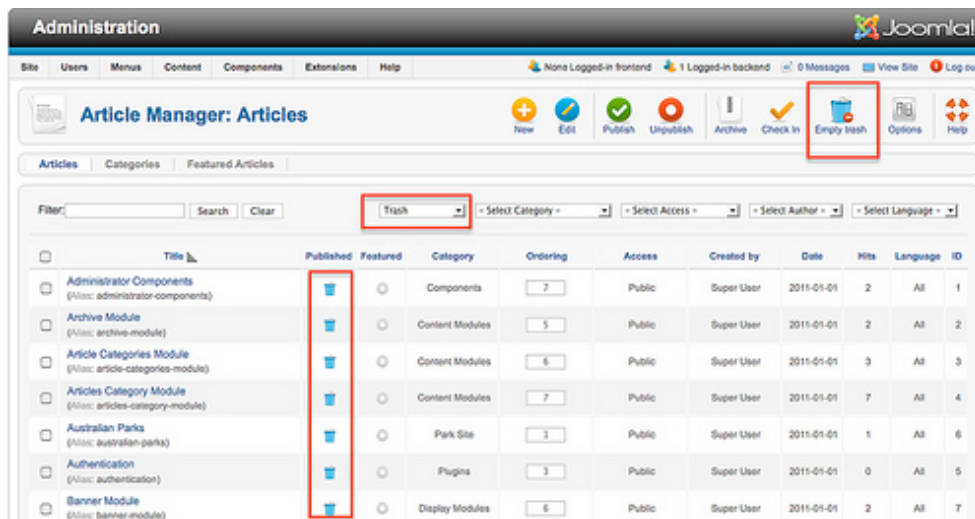 Administration Joomla!
Site Users Menus Content Components Extensions Help None Logged-in frontend 1 Logged-in backend 0 Messages View Site Log ou
Article Manager: Articles
New Edit Publish Unpublish Archive Check In Empty trash Options Help
Articles Categories Featured Articles
Filter: Search Clear Trash - Select Category - - Select Access - - Select Author - - Select Language -
Title Published Featured Category Ordering Access Created by Date Hits Language ID
Administrator Components
(Alias: administrator-components)
Components 7 Public Super User 2011-01-01 2 All 1
Archive Module
(Alias: archive-module)
Content Modules 5 Public Super User 2011-01-01 2 All 2
Article Categories Module
(Alias: article-categories-module)
Content Modules 6 Public Super User 2011-01-01 3 All 3
Articles Category Module
(Alias: articles-category-module)
Content Modules 7 Public Super User 2011-01-01 7 All 4
Australian Parks
(Alias: australian-parks)
Park Site 1 Public Super User 2011-01-01 1 All 6
Authentication
(Alias: authentication)
Plugins 3 Public Super User 2011-01-01 0 All 5
Banner Module
(Alias: banner-module)
Display Modules 6 Public Super User 2011-01-01 2 All 7